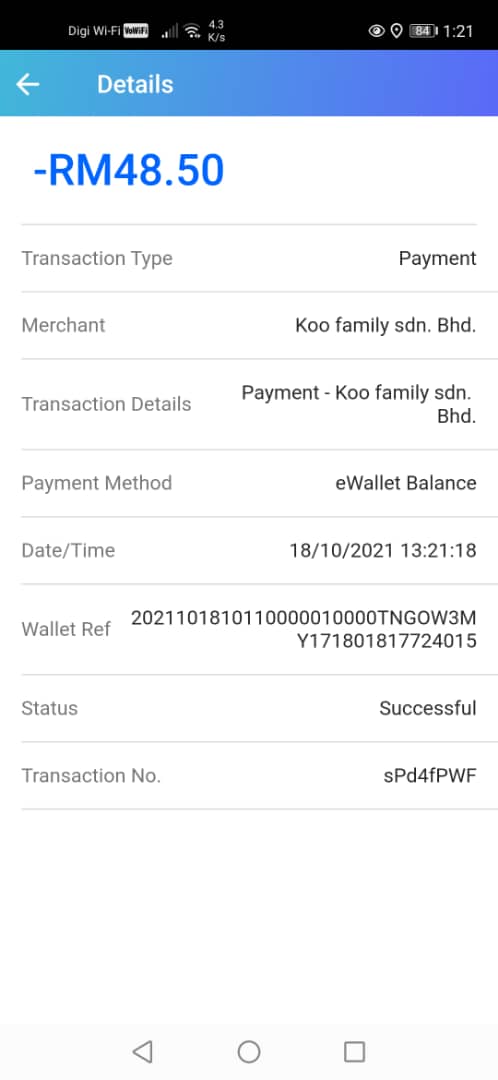 Digi Wi-Fi VoWiFi 4.3 K/s 84 1:21
Details
-RM48.50
Transaction Type Payment
Merchant Koo family sdn. Bhd.
Transaction Details Payment - Koo family sdn.
Bhd.
Payment Method eWallet Balance
Date/Time 18/10/2021 13:21:18
Wallet Ref 2021101810110000010000TNGOW3M
Y171801817724015
Status Successful
Transaction No. sPd4fPWF